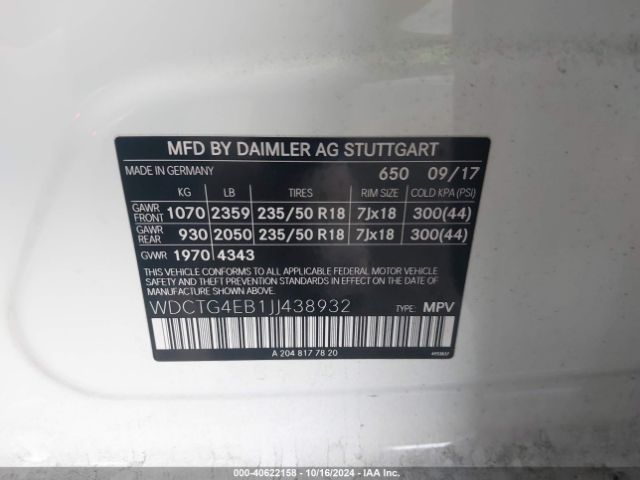 MFD BY DAIMLER AG STUTTGART
MADE IN GERMANY 650 09/17
KG LB TIRES RIM SIZE COLD KPA (PSI)
GAWR FRONT 1070 2359 235/50 R18 7Jx18 300(44)
GAWR REAR 930 2050 235/50 R18 7Jx18 300(44)
GVWR 1970 4343
THIS VEHICLE CONFORMS TO ALL APPLICABLE FEDERAL MOTOR VEHICLE
SAFETY, BUMPER, AND THEFT PREVENTION STANDARDS IN EFFECT ON THE
DATE OF MANUFACTURE SHOWN ABOVE.
WDCTG4EB1JJ438932 TYPE: MPV
A 204 817 78 20
000-40622158 - 10/16/2024 - IAA Inc.